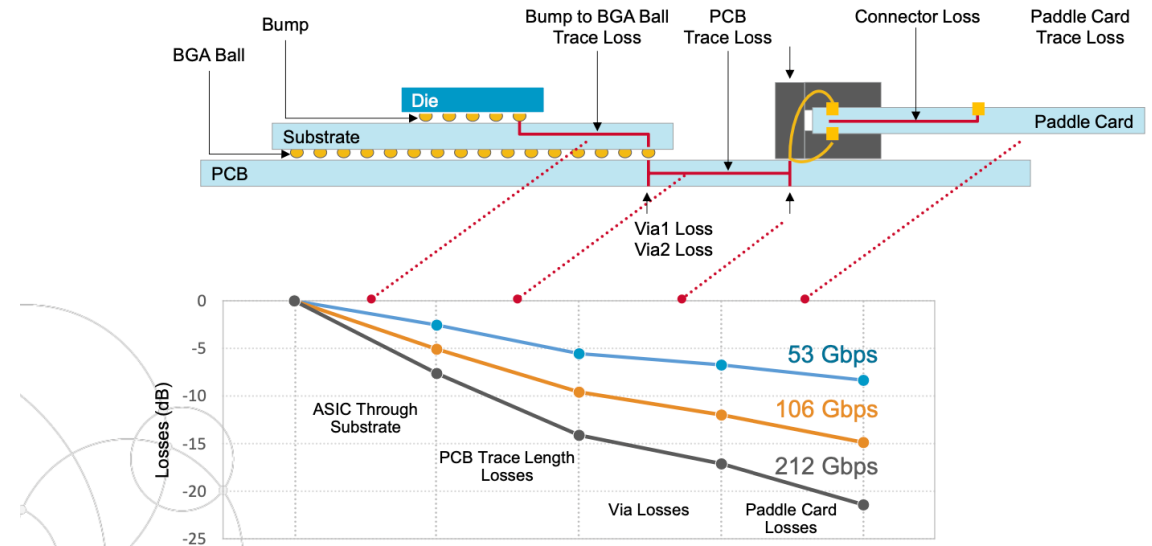 Bump
BGA Ball
Bump to BGA Ball
Trace Loss
PCB
Trace Loss
Connector Loss
Paddle Card
Trace Loss
Die
Substrate
PCB
Paddle Card
Via1 Loss
Via2 Loss
Losses (dB)
0
-5
-10
-15
-20
-25
53 Gbps
106 Gbps
212 Gbps
ASIC Through
Substrate
PCB Trace Length
Losses
Via Losses
Paddle Card
Losses